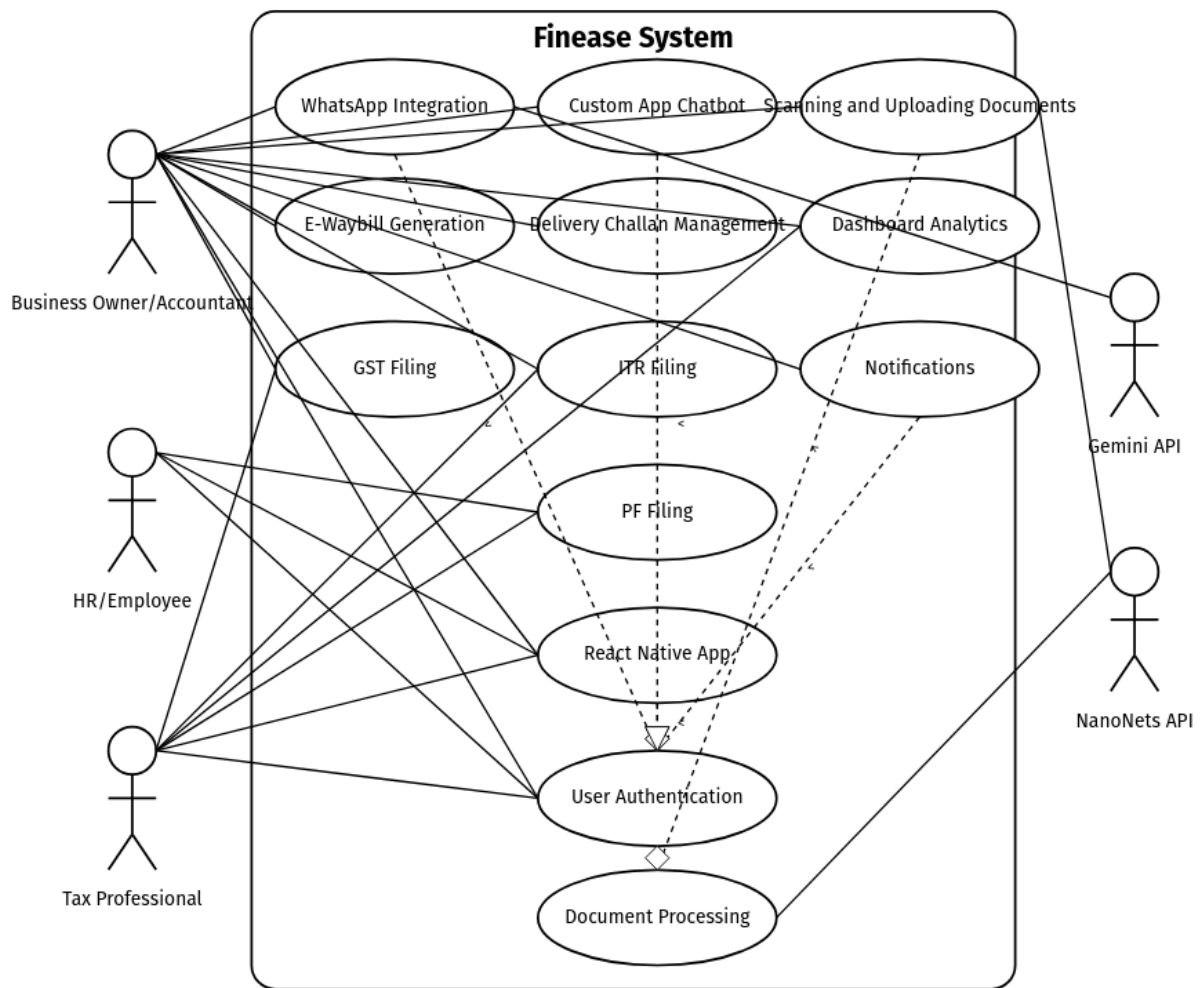 Finease System
WhatsApp Integration
Custom App Chatbot
Scanning and Uploading Documents
E-Waybill Generation
Delivery Challan Management
Dashboard Analytics
Business Owner/Accountant
GST Filing
ITR Filing
Notifications
Gemini API
PF Filing
HR/Employee
React Native App
NanoNets API
User Authentication
Tax Professional
Document Processing